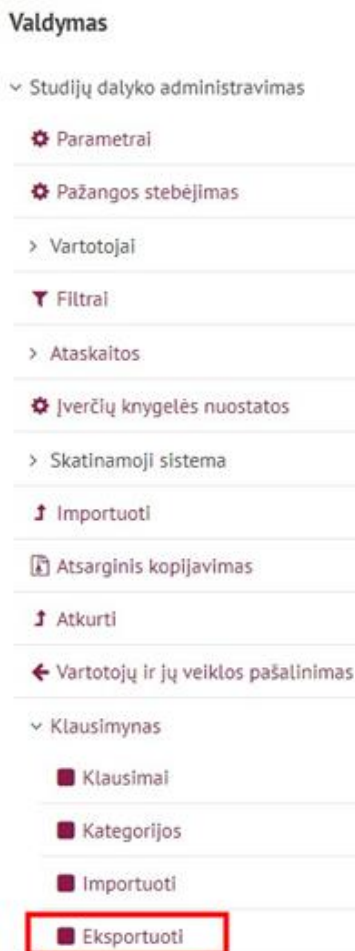 Valdymas
Studijų dalyko administravimas
Parametrai
Pažangos stebėjimas
Vartotojai
Filtrai
Ataskaitos
Įverčių knygelės nuostatos
Skatinamoji sistema
Importuoti
Atsarginis kopijavimas
Atkurti
Vartotojų ir jų veiklos pašalinimas
Klausimynas
Klausimai
Kategorijos
Importuoti
Eksportuoti